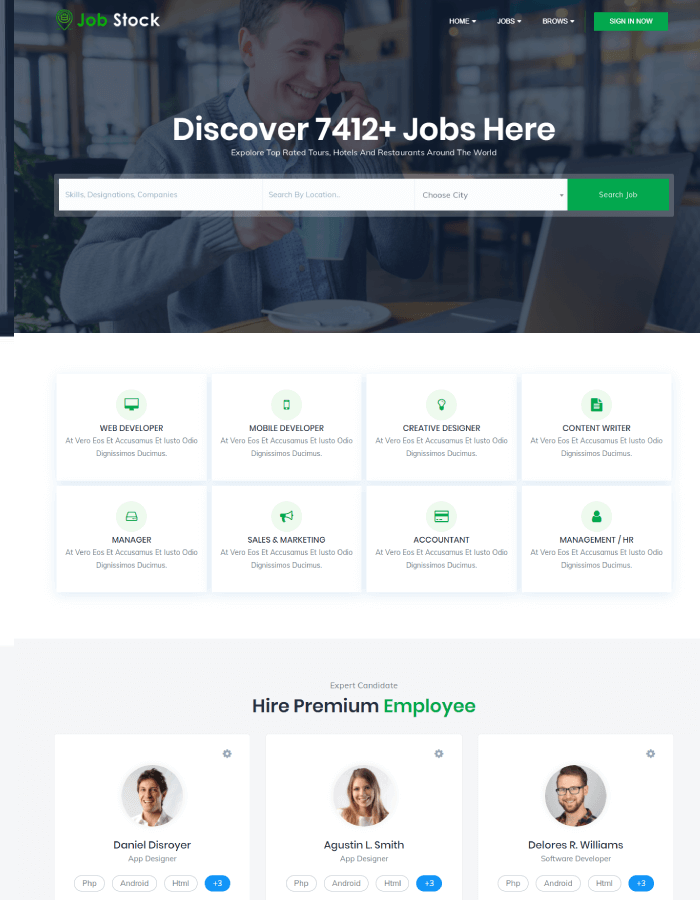 Job Stock
HOME JOBS BROWS SIGN IN NOW
Discover 7412+ Jobs Here
Expolore Top Rated Tours, Hotels And Restaurants Around The World
Skills, Designations, Companies Search By Location.. Choose City Search Job
WEB DEVELOPER MOBILE DEVELOPER CREATIVE DESIGNER CONTENT WRITER
At Vero Eos Et Accusamus Et Iusto Odio At Vero Eos Et Accusamus Et Iusto Odio At Vero Eos Et Accusamus Et Iusto Odio At Vero Eos Et Accusamus Et Iusto Odio
Dignissimos Ducimus. Dignissimos Ducimus. Dignissimos Ducimus. Dignissimos Ducimus.
MANAGER SALES & MARKETING ACCOUNTANT MANAGEMENT / HR
At Vero Eos Et Accusamus Et Iusto Odio At Vero Eos Et Accusamus Et Iusto Odio At Vero Eos Et Accusamus Et Iusto Odio At Vero Eos Et Accusamus Et Iusto Odio
Dignissimos Ducimus. Dignissimos Ducimus. Dignissimos Ducimus. Dignissimos Ducimus.
Expert Candidate
Hire Premium Employee
Daniel Disroyer Agustin L. Smith Delores R. Williams
App Designer App Designer Software Developer
Php Android Html +3 Php Android Html +3 Php Android Html +3